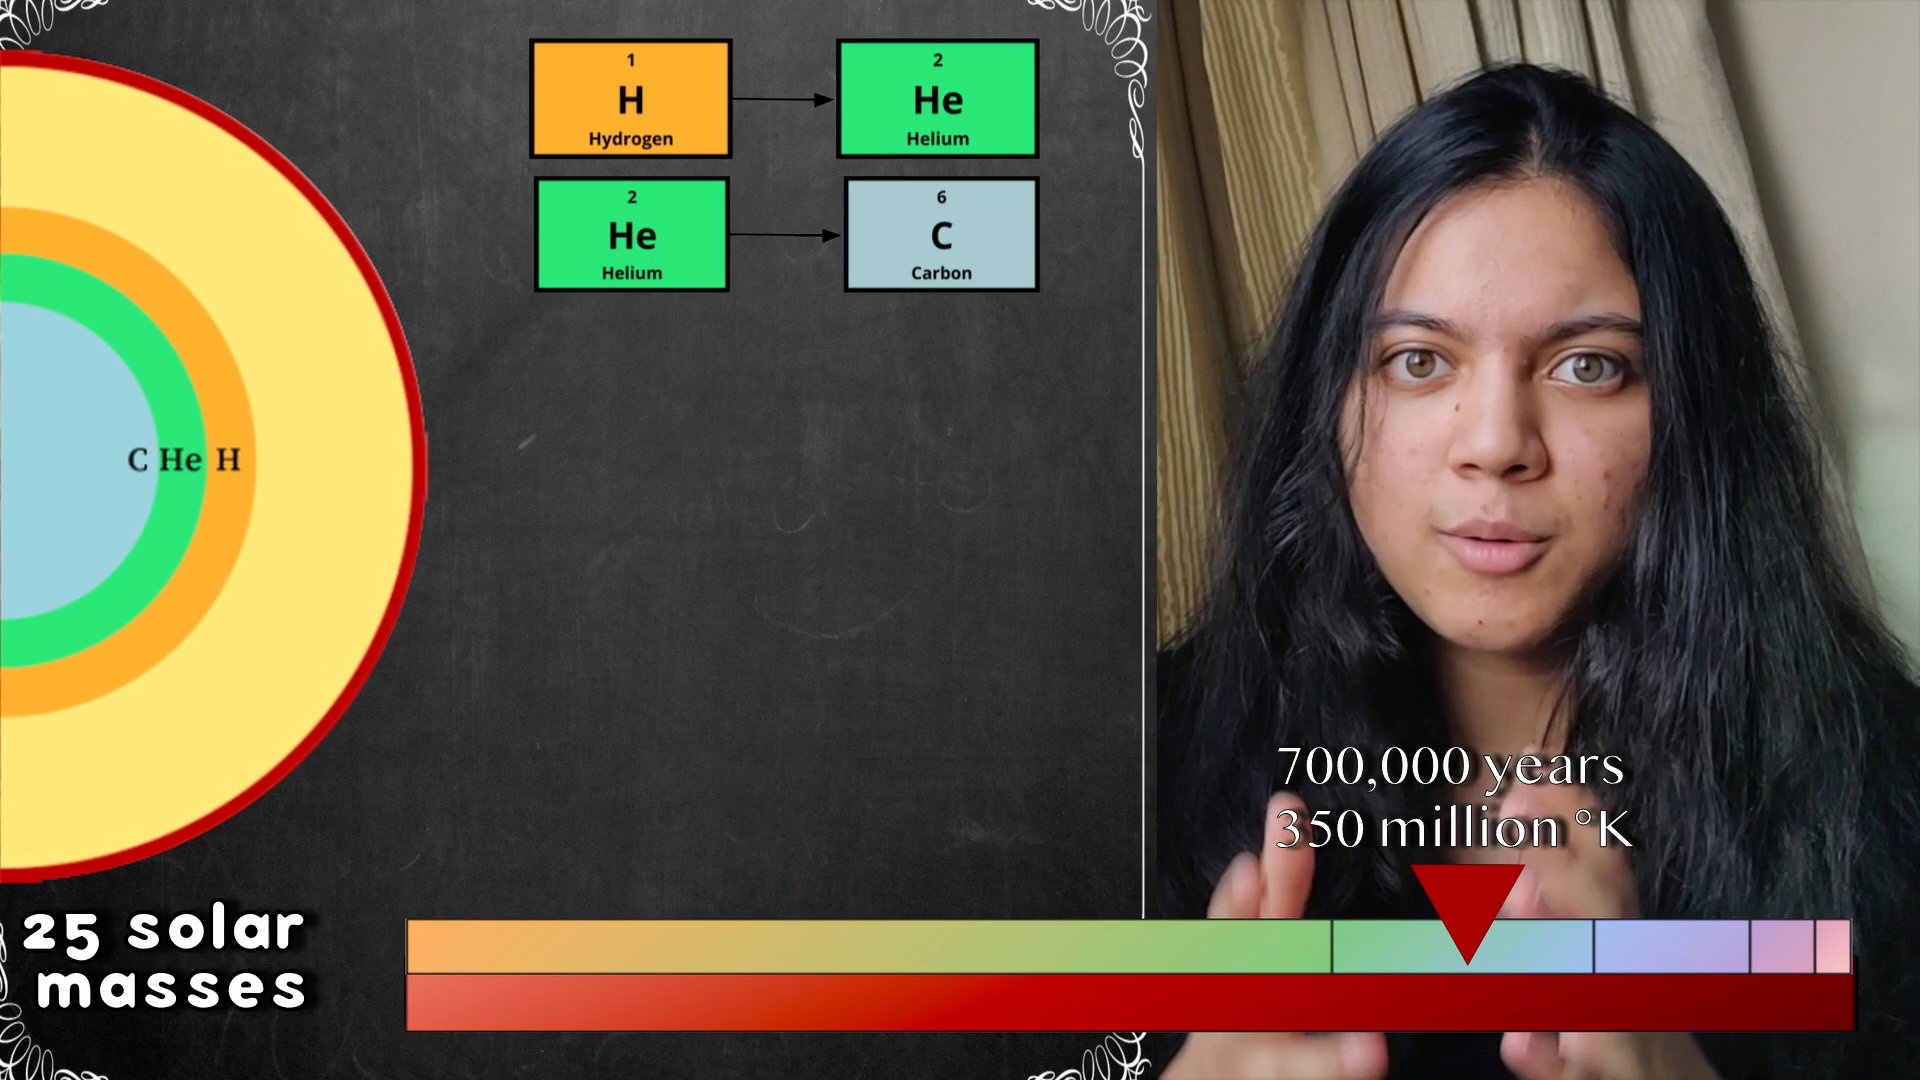 1
H
Hydrogen
2
He
Helium
2
He
Helium
6
C
Carbon
C He H
700,000 years
350 million °K
25 solar
masses